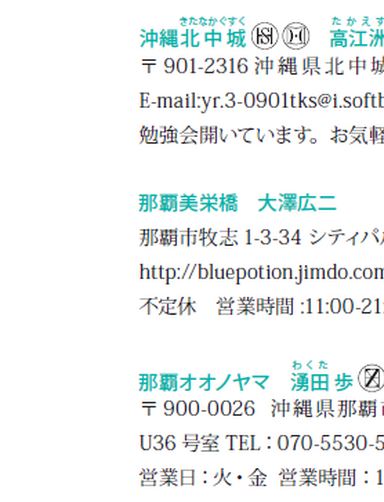 きたなかぐすく たかえす
沖縄北中城 高江洲
〒901-2316 沖縄県北中城
E-mail:yr.3-0901tks@i.softb
勉強会開いています。お気軽
那覇美栄橋 大澤広二
那覇市牧志 1-3-34 シティパル
http://bluepotion.jimdo.com
不定休 営業時間 :11:00-21:
わくた
那覇オオノヤマ 湧田 歩
〒900-0026 沖縄県那覇市
U36 号室 TEL：070-5530-5
営業日：火・金 営業時間：1